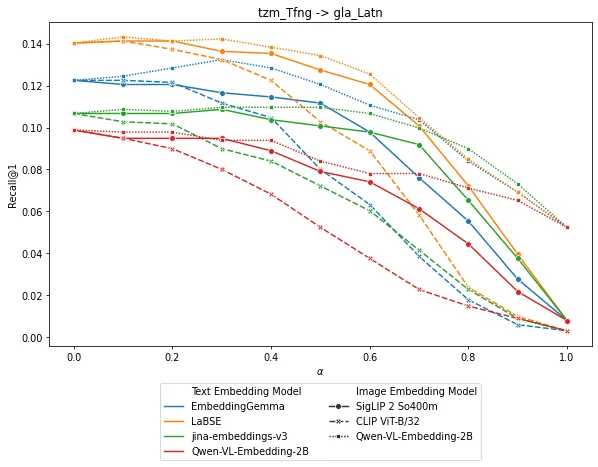 tzm_Tfng -> gla_Latn
Recall@1
0.14
0.12
0.10
0.08
0.06
0.04
0.02
0.00
0.0 0.2 0.4 0.6 0.8 1.0
α
Text Embedding Model
EmbeddingGemma
LaBSE
jina-embeddings-v3
Qwen-VL-Embedding-2B
Image Embedding Model
SigLIP 2 So400m
CLIP ViT-B/32
Qwen-VL-Embedding-2B